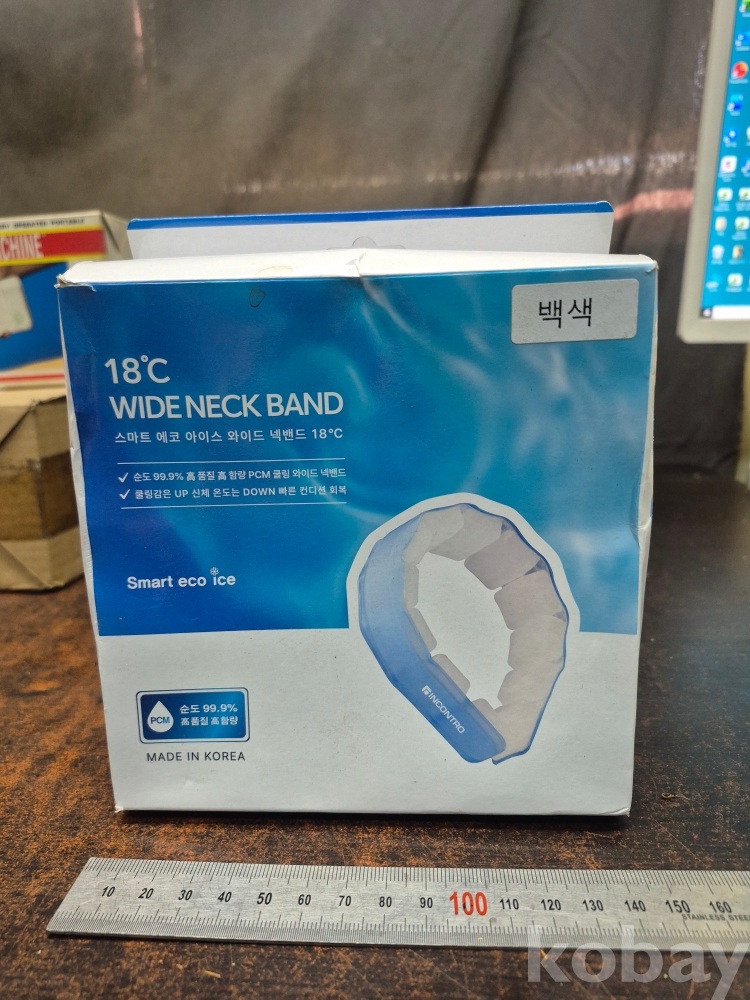 CHINE
백색
18℃
WIDE NECK BAND
스마트 에코 아이스 와이드 넥밴드 18℃
순도 99.9% 高품질 高함량 PCM 쿨링 와이드 넥밴드
쿨링감은 UP 신체 온도는 DOWN 빠른 컨디션 회복
Smart eco ice
INCONTRO
PCM
순도 99.9%
高품질 高함량
MADE IN KOREA
10 20 30 40 50 60 70 80 90 100 110 120 130 140 150 160
STAINLESS STEEL
kobay